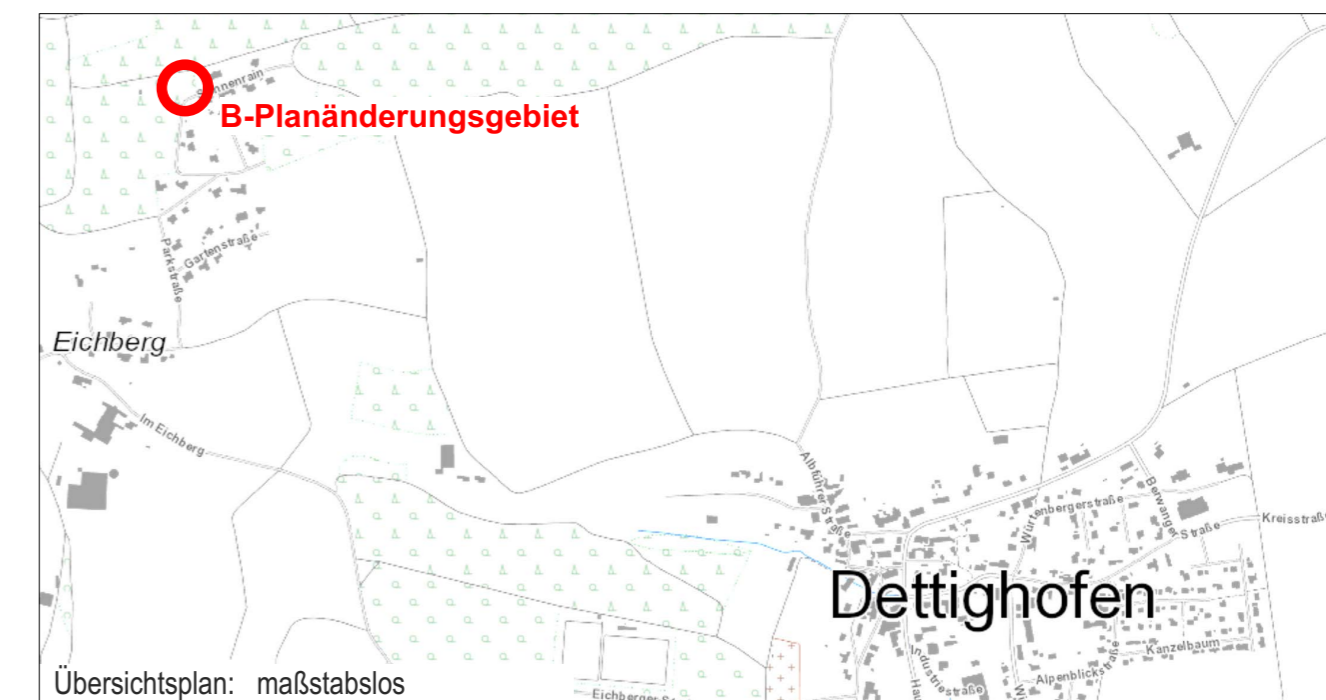 Sonnenrain
B-Planänderungsgebiet
Gartenstraße
Parkstraße
Eichberg
Im Eichberg
Albführer Straße
Würtenbergerstraße
Berwanger Straße
Kreisstraße
Dettighofen
Kanzelbaum
Alpenblickstraße
Industriestraße
Übersichtsplan: maßstabslos
Eichberger